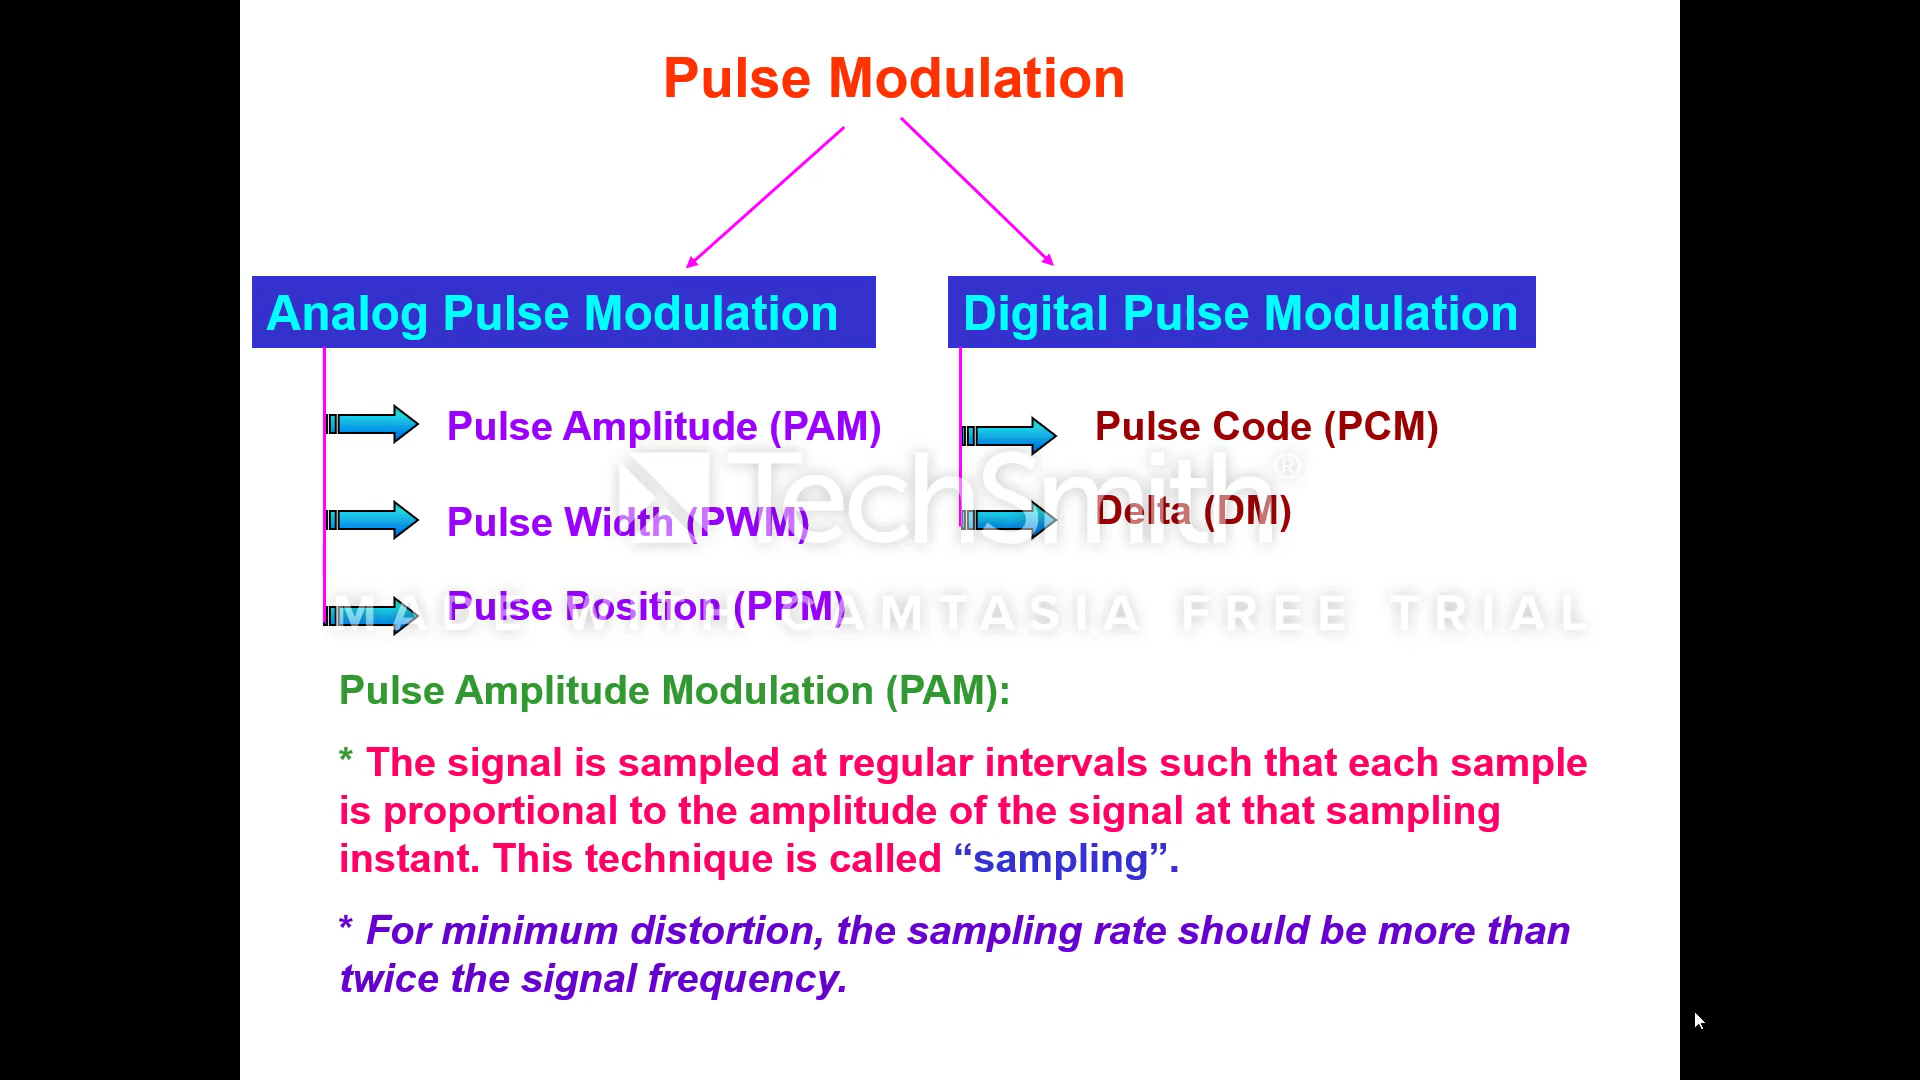 Pulse Modulation
Analog Pulse Modulation
Digital Pulse Modulation
Pulse Amplitude (PAM)
Pulse Code (PCM)
TechSmith®
Pulse Width (PWM)
Delta (DM)
Pulse Position (PPM)
MADE WITH CAMTASIA FREE TRIAL
Pulse Amplitude Modulation (PAM):
* The signal is sampled at regular intervals such that each sample
is proportional to the amplitude of the signal at that sampling
instant. This technique is called “sampling”.
* For minimum distortion, the sampling rate should be more than
twice the signal frequency.